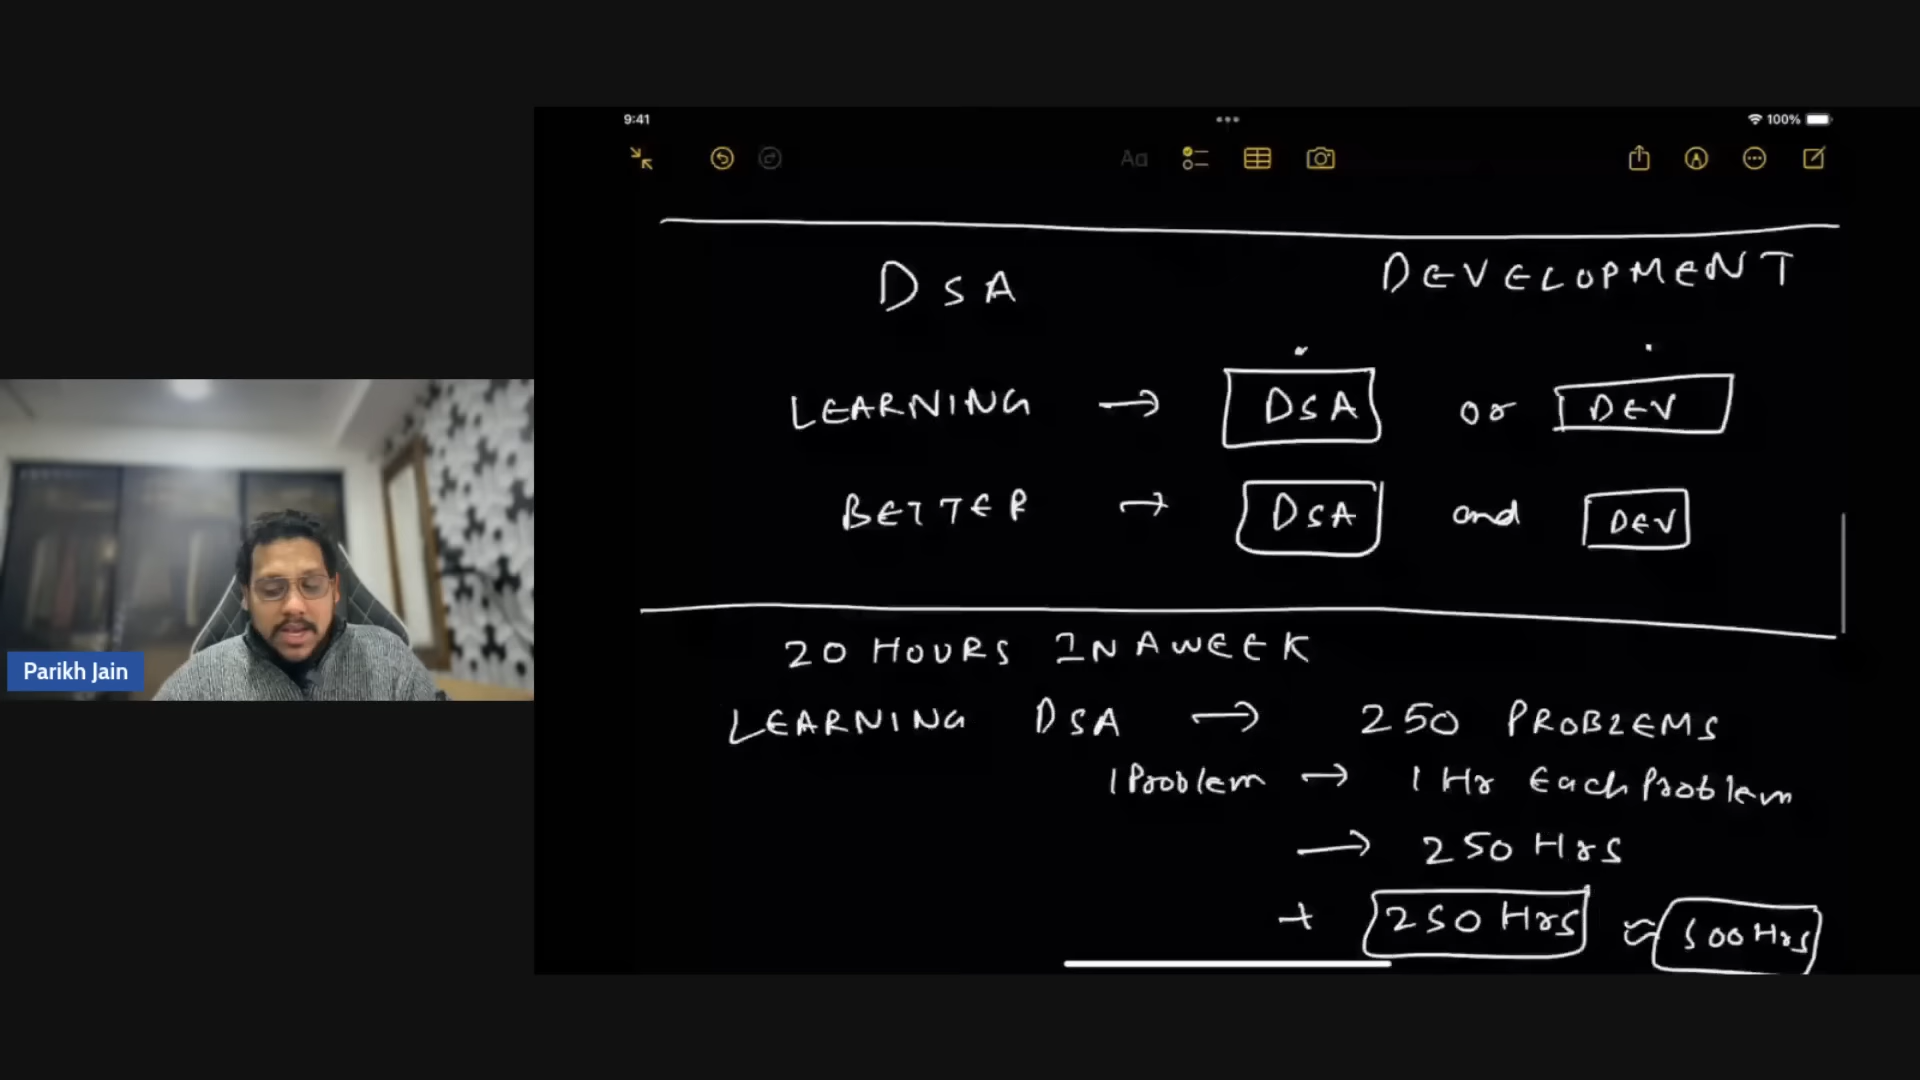 9:41
100%
Aa
DSA DEVELOPMENT
LEARNING → DSA or DEV
BETTER → DSA and DEV
Parikh Jain
20 HOURS IN A WEEK
LEARNING DSA → 250 PROBLEMS
1 Problem → 1 Hr Each Problem
→ 250 Hrs
+ 250 Hrs ≈ 500 Hrs